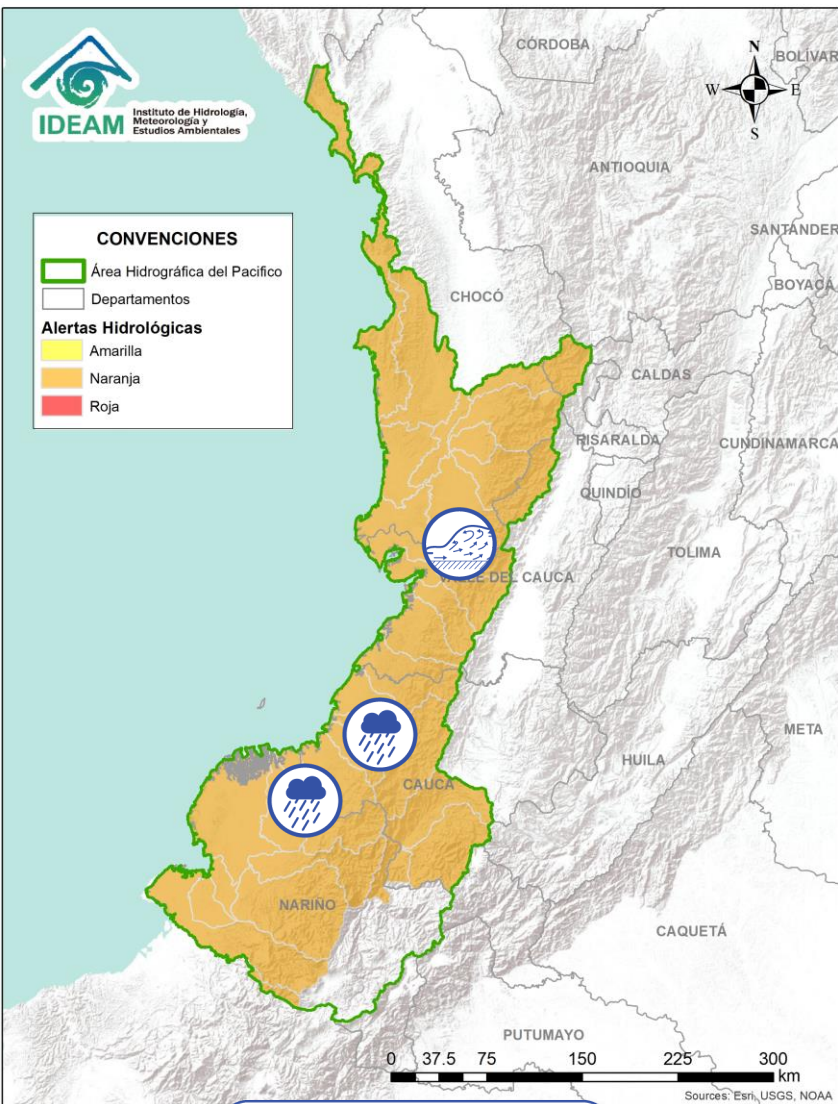 IDEAM
Instituto de Hidrología,
Meteorología y
Estudios Ambientales
CÓRDOBA
BOLÍVAR
N
W
E
S
ANTIOQUIA
SANTANDER
CONVENCIONES
Área Hidrográfica del Pacifico
Departamentos
Alertas Hidrológicas
Amarilla
Naranja
Roja
BOYACÁ
CHOCÓ
CALDAS
RISARALDA
CUNDINAMARCA
QUINDÍO
TOLIMA
VALLE DEL CAUCA
META
HUILA
CAUCA
NARIÑO
CAQUETÁ
PUTUMAYO
0 37.5 75 150 225 300
km
Sources: Esri, USGS, NOAA